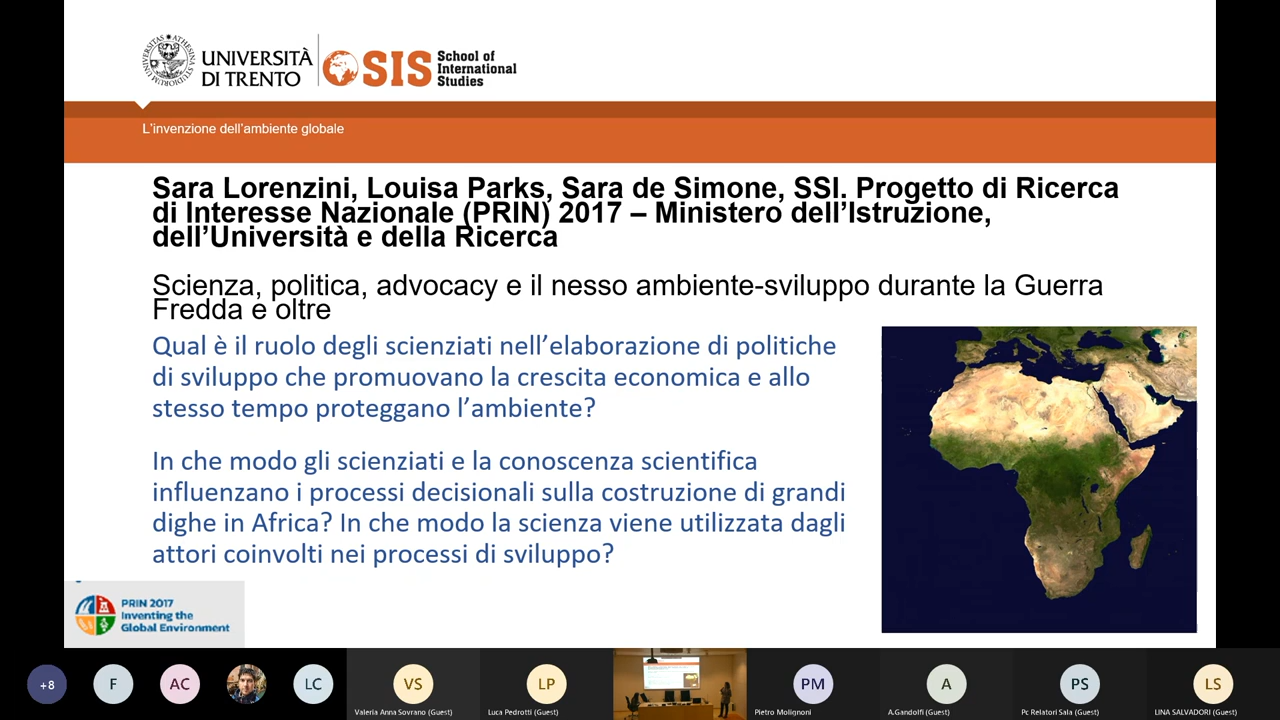 UNIVERSITÀ
DI TRENTO
SIS
School of
International
Studies
L'invenzione dell'ambiente globale
Sara Lorenzini, Louisa Parks, Sara de Simone, SSI. Progetto di Ricerca
di Interesse Nazionale (PRIN) 2017 – Ministero dell'Istruzione,
dell'Università e della Ricerca
Scienza, politica, advocacy e il nesso ambiente-sviluppo durante la Guerra
Fredda e oltre
Qual è il ruolo degli scienziati nell'elaborazione di politiche
di sviluppo che promuovano la crescita economica e allo
stesso tempo proteggano l'ambiente?
In che modo gli scienziati e la conoscenza scientifica
influenzano i processi decisionali sulla costruzione di grandi
dighe in Africa? In che modo la scienza viene utilizzata dagli
attori coinvolti nei processi di sviluppo?
PRIN 2017
Inventing the
Global Environment
+8
F
AC
LC
VS
LP
PM
A
PS
LS
Valeria Anna Sovrano (Guest)
Luca Pedrotti (Guest)
Pietro Molignoni
A.Gandolfi (Guest)
Pc Relatori Sala (Guest)
LINA SALVADORI (Guest)